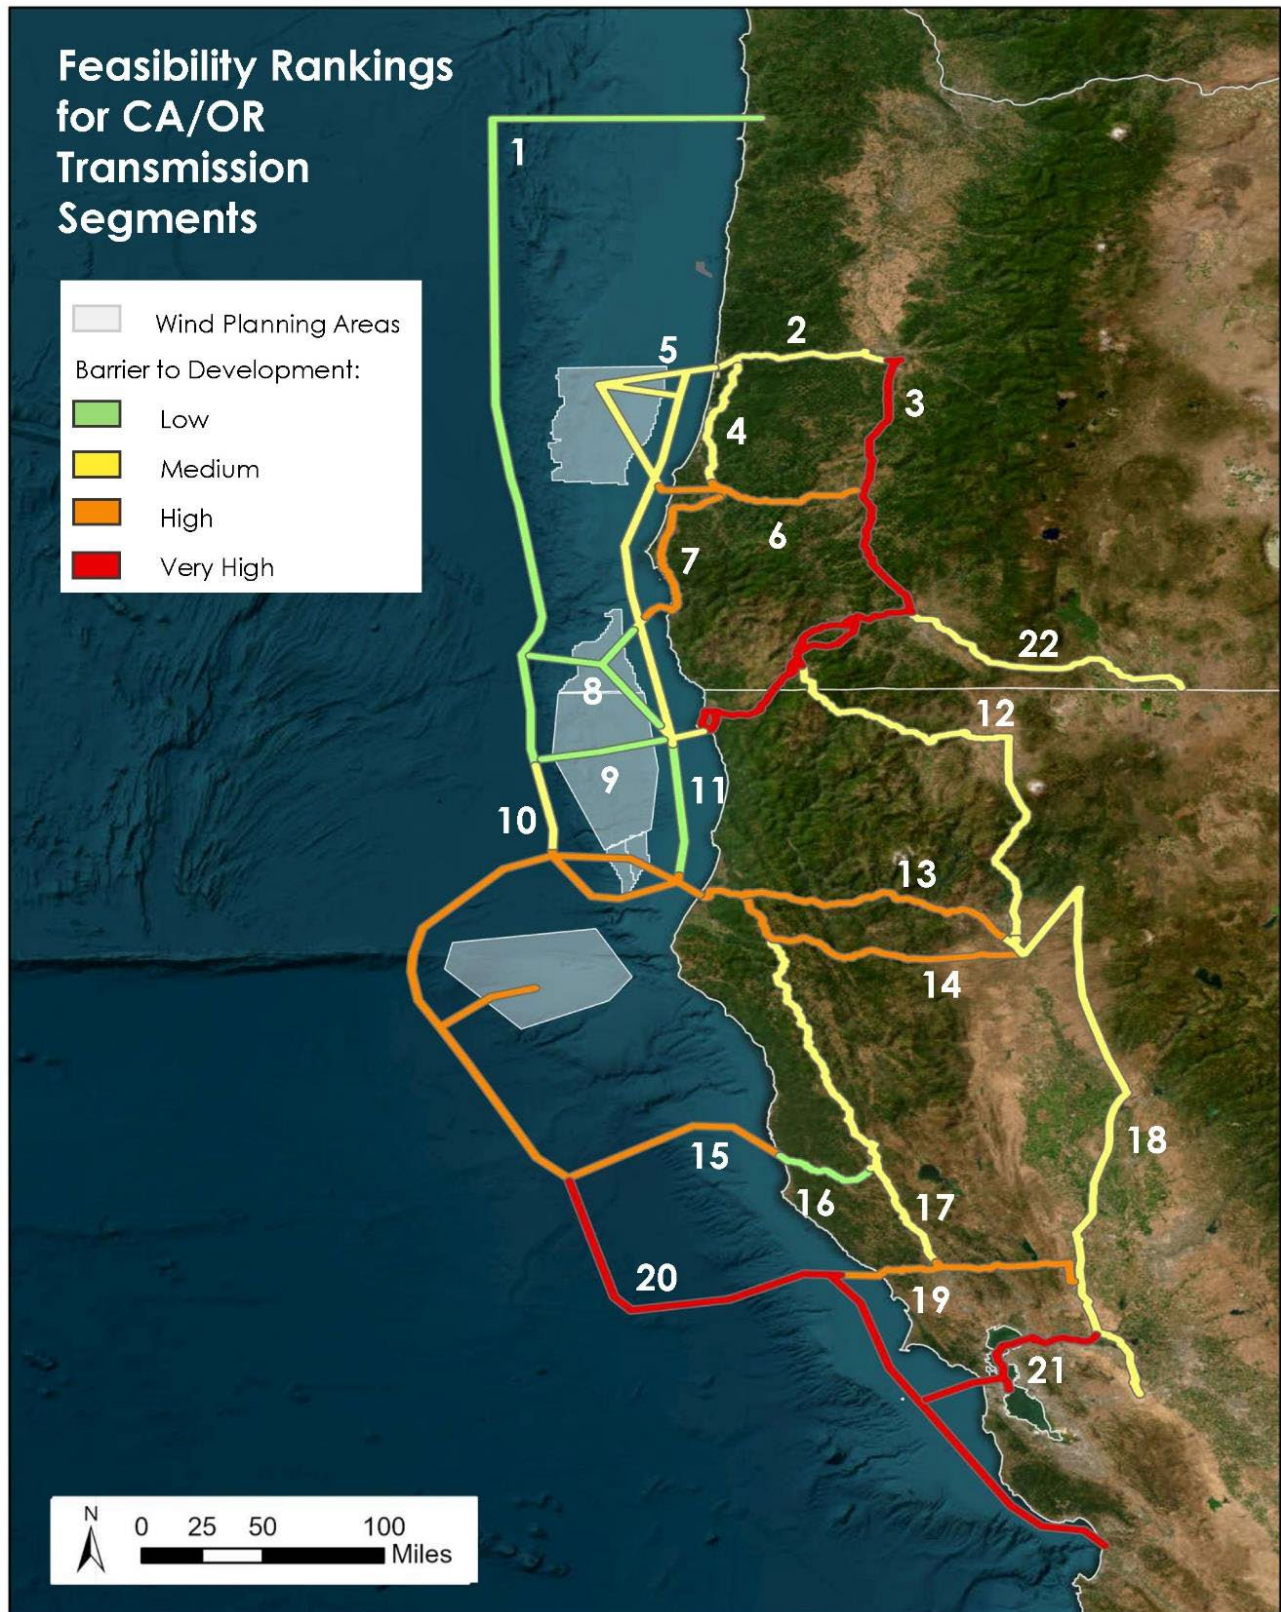 Feasibility Rankings
for CA/OR
Transmission
Segments
Wind Planning Areas
Barrier to Development:
Low
Medium
High
Very High
1
2
5
3
4
6
7
22
8
12
9
11
10
13
14
15
18
16
17
20
19
21
N
0 25 50 100
Miles